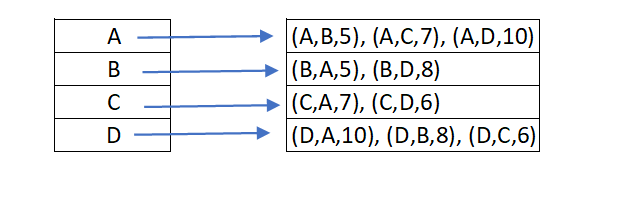 A (A,B,5), (A,C,7), (A,D,10)
B (B,A,5), (B,D,8)
C (C,A,7), (C,D,6)
D (D,A,10), (D,B,8), (D,C,6)